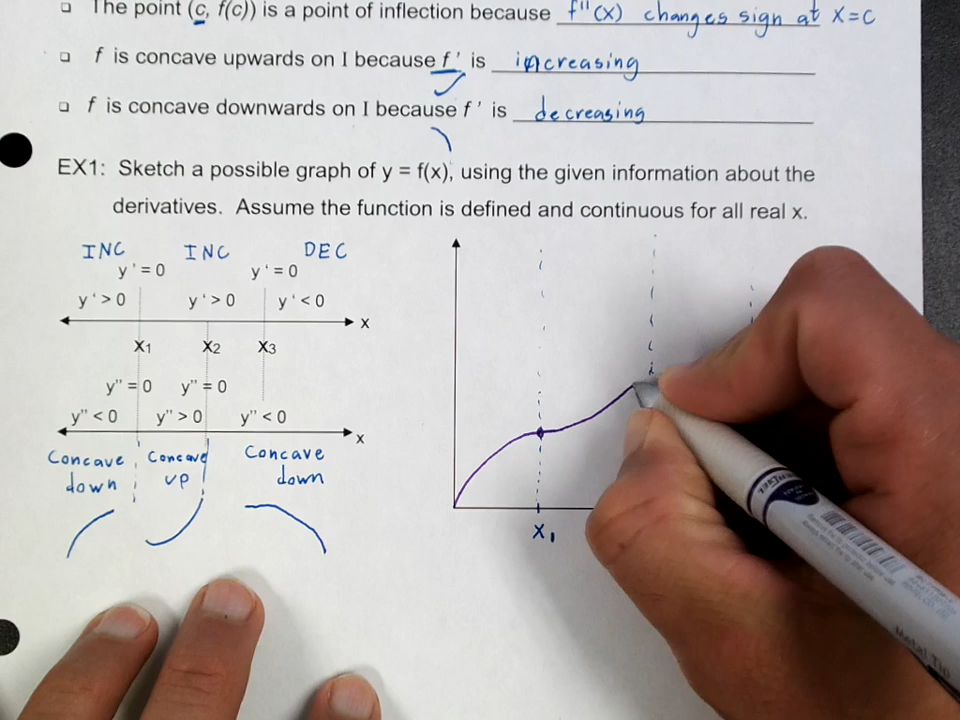 ❑ The point (c, f(c)) is a point of inflection because f''(x) changes sign at x=c
❑ f is concave upwards on I because f ' is increasing
❑ f is concave downwards on I because f ' is decreasing
EX1: Sketch a possible graph of y = f(x), using the given information about the
derivatives. Assume the function is defined and continuous for all real x.
INC INC DEC
y ' = 0 y ' = 0
y ' > 0 y ' > 0 y ' < 0
x
X1 X2 X3
y" = 0 y" = 0
y" < 0 y" > 0 y" < 0
x
Concave Concave Concave
down up down
X1